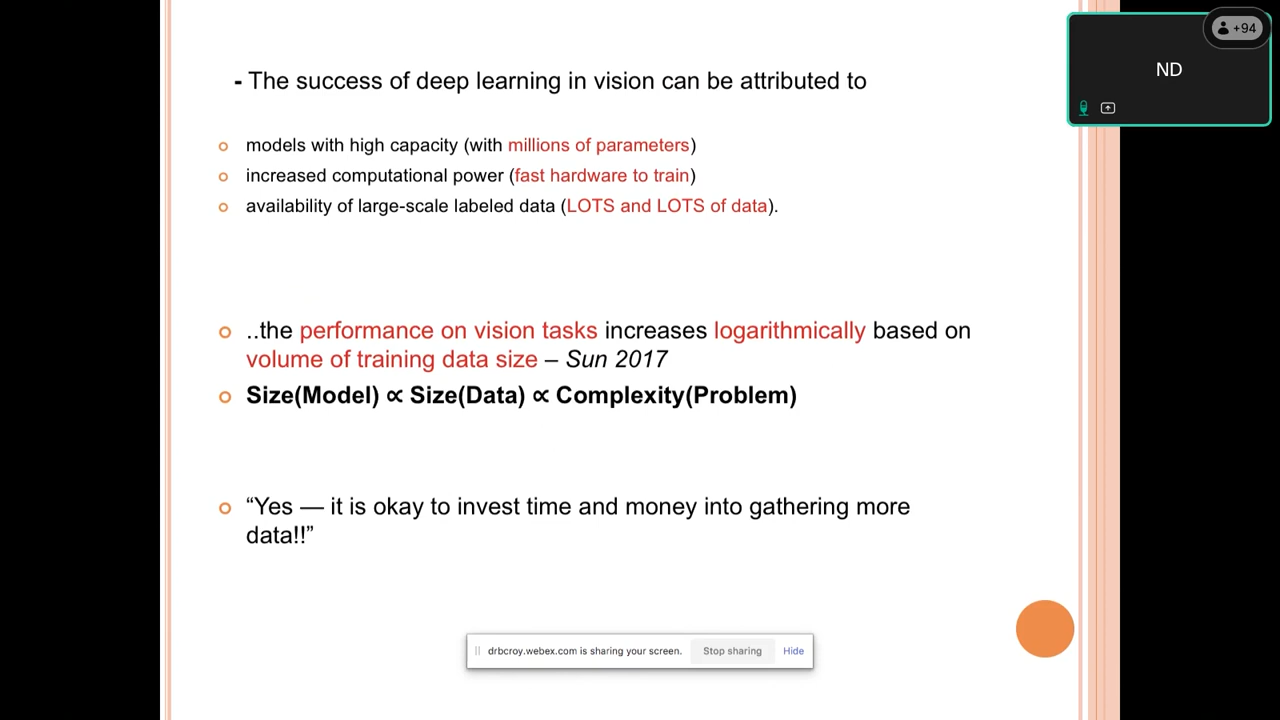 +94
ND
- The success of deep learning in vision can be attributed to
models with high capacity (with millions of parameters)
increased computational power (fast hardware to train)
availability of large-scale labeled data (LOTS and LOTS of data).
..the performance on vision tasks increases logarithmically based on
volume of training data size – Sun 2017
Size(Model) ∝ Size(Data) ∝ Complexity(Problem)
“Yes — it is okay to invest time and money into gathering more
data!!”
drbcroy.webex.com is sharing your screen. Stop sharing Hide